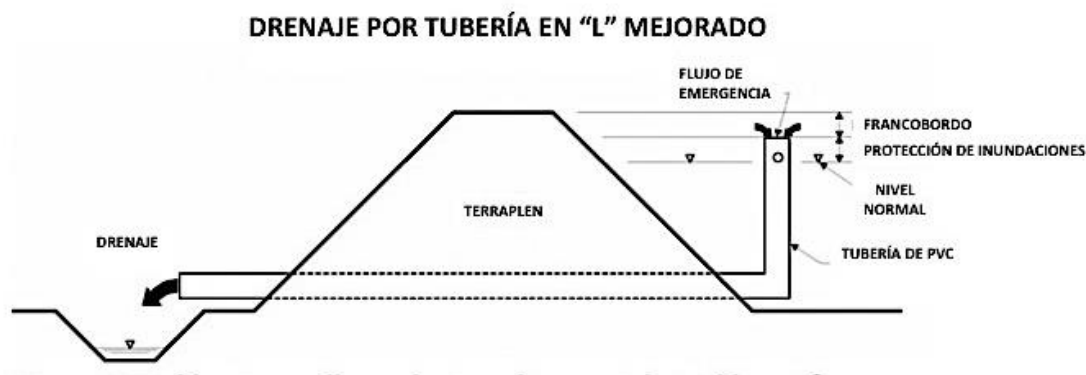 DRENAJE POR TUBERÍA EN “L” MEJORADO
FLUJO DE
EMERGENCIA
FRANCOBORDO
PROTECCIÓN DE INUNDACIONES
NIVEL
NORMAL
TERRAPLEN
DRENAJE
TUBERÍA DE PVC